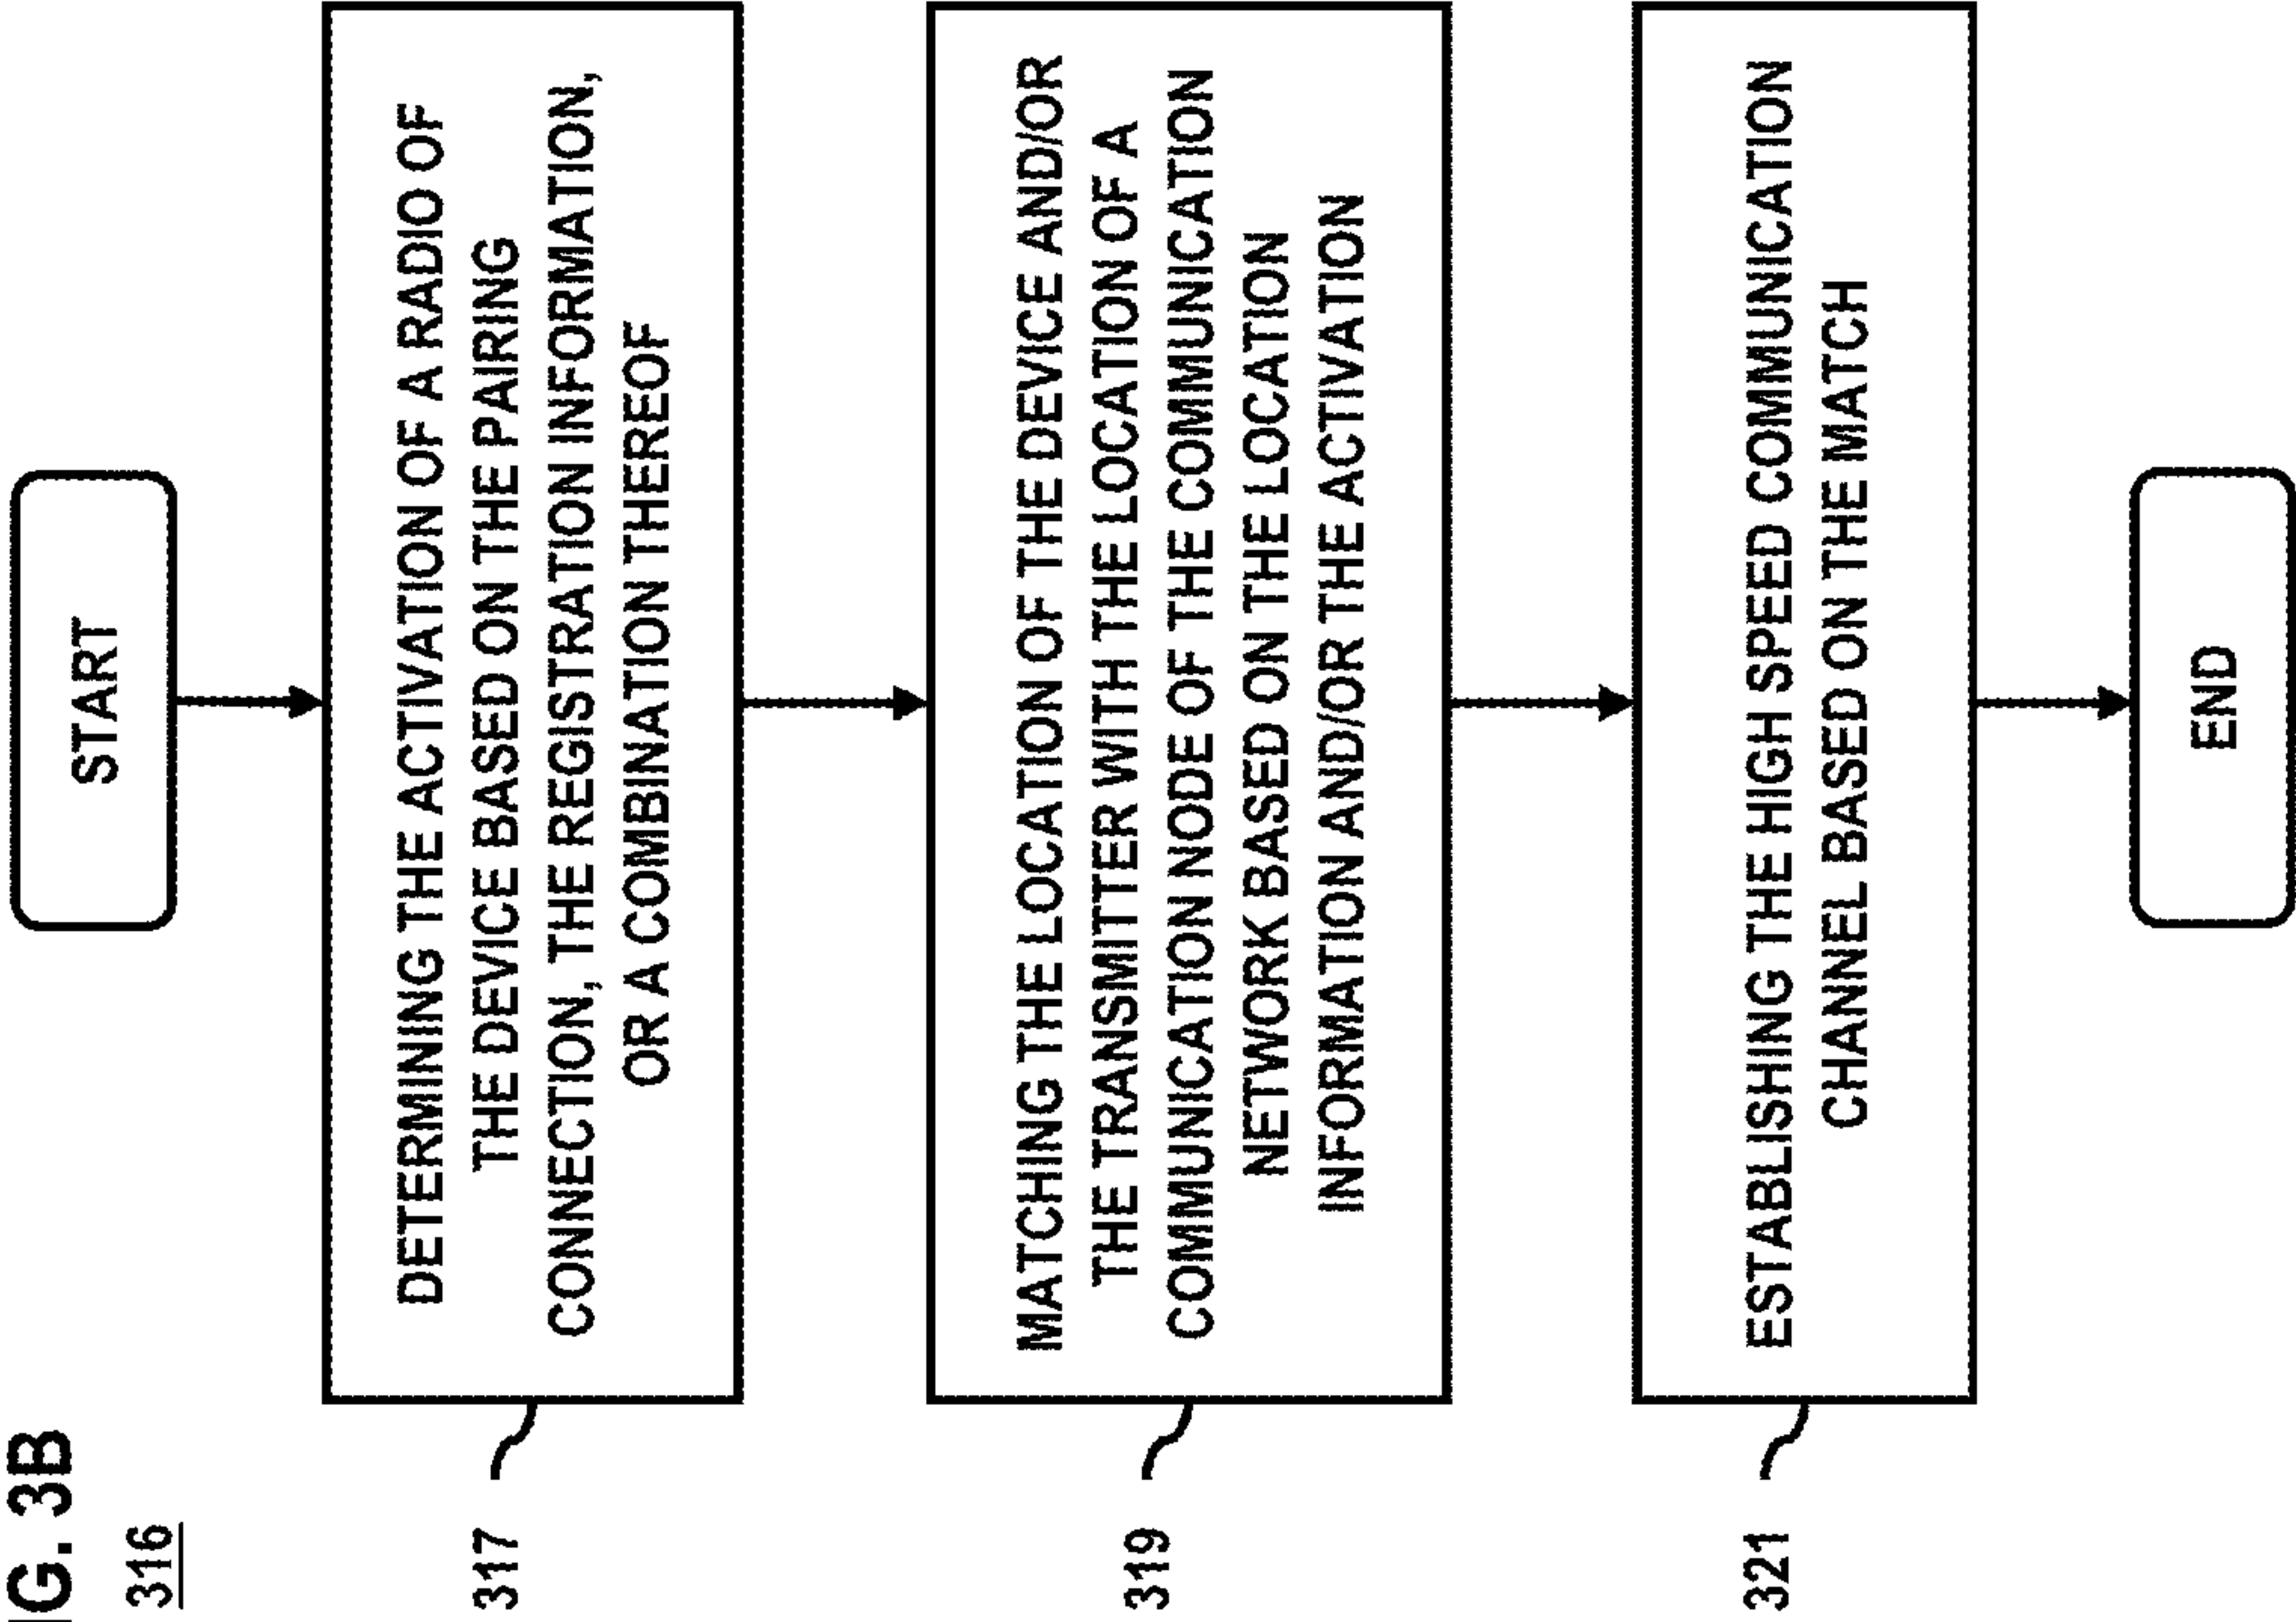 G. 3B
316
START
317
DETERMINING THE ACTIVATION OF A RADIO OF
THE DEVICE BASED ON THE PAIRING
CONNECTION, THE REGISTRATION INFORMATION,
OR A COMBINATION THEREOF
319
MATCHING THE LOCATION OF THE DEVICE AND/OR
THE TRANSMITTER WITH THE LOCATION OF A
COMMUNICATION NODE OF THE COMMUNICATION
NETWORK BASED ON THE LOCATION
INFORMATION AND/OR THE ACTIVATION
321
ESTABLISHING THE HIGH SPEED COMMUNICATION
CHANNEL BASED ON THE MATCH
END